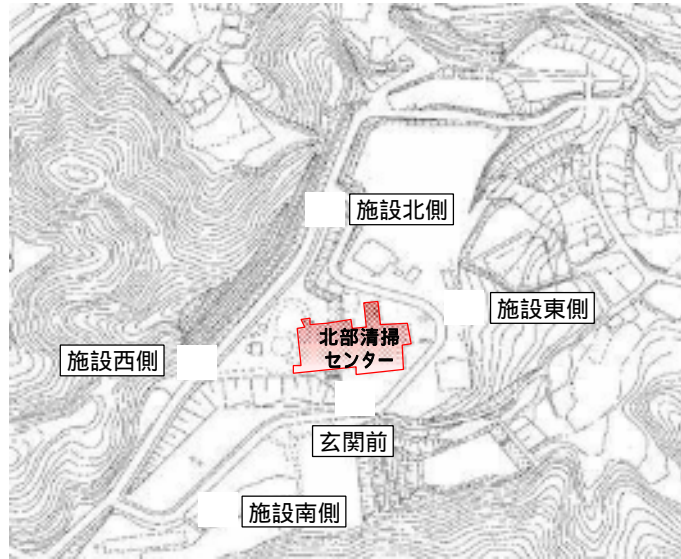 施設北側
施設東側
北部清掃
センター
施設西側
玄関前
施設南側